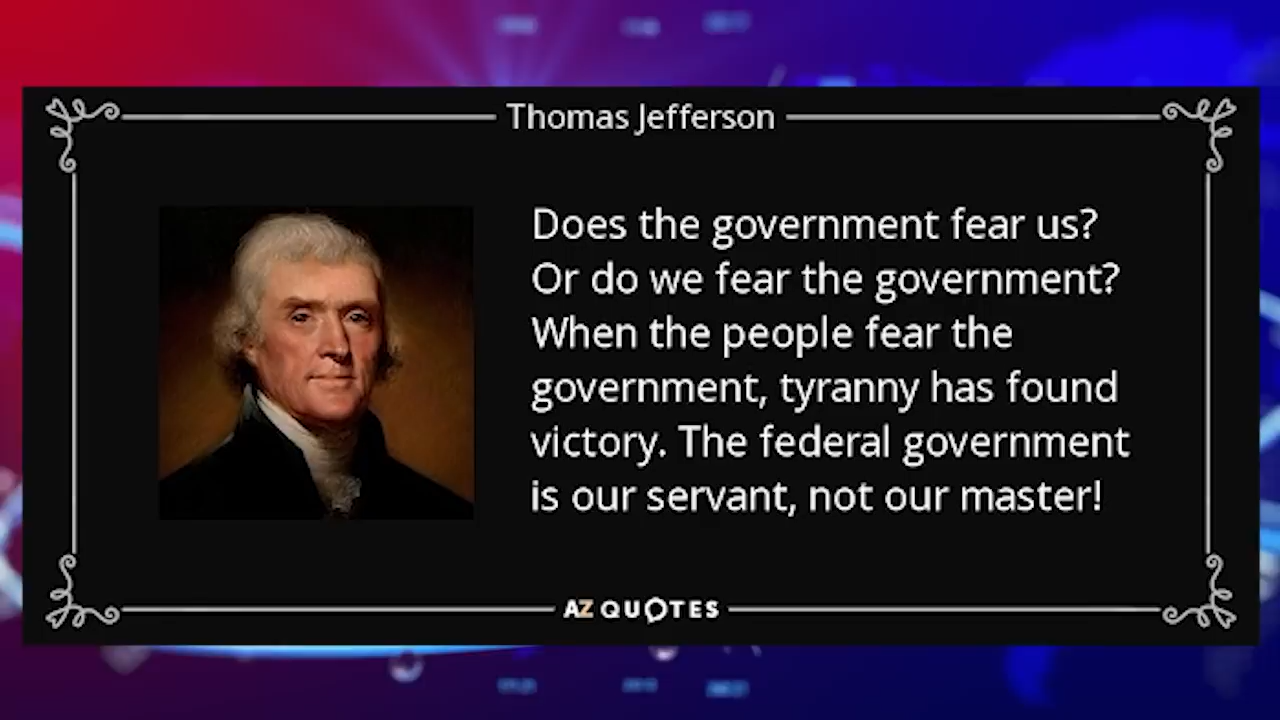 Thomas Jefferson
Does the government fear us?
Or do we fear the government?
When the people fear the
government, tyranny has found
victory. The federal government
is our servant, not our master!
AZ QUOTES